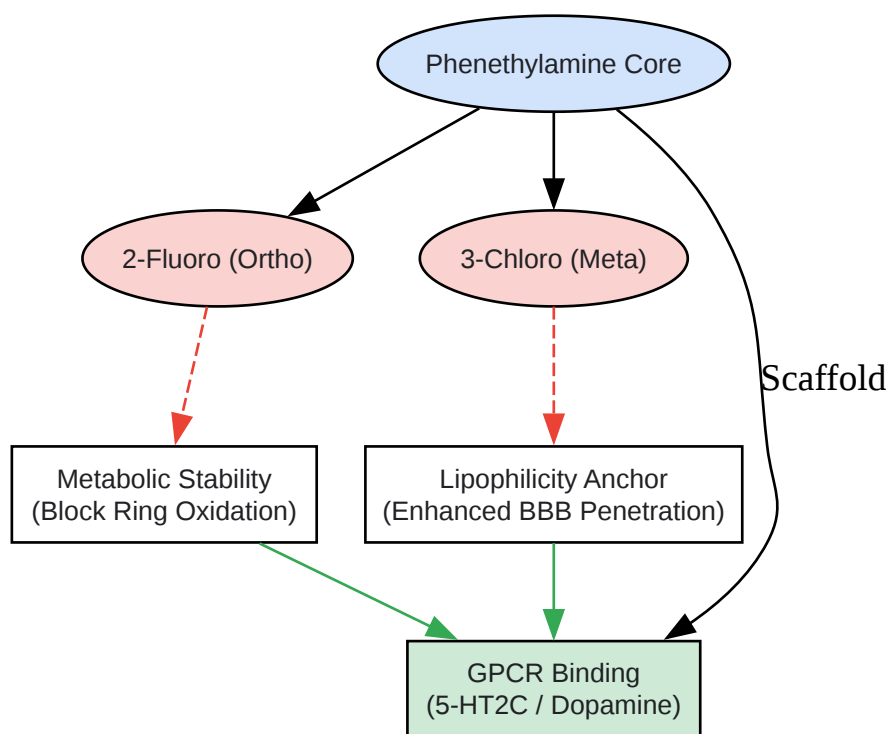 Phenethylamine Core
2-Fluoro (Ortho)
3-Chloro (Meta)
Scaffold
Metabolic Stability
(Block Ring Oxidation)
Lipophilicity Anchor
(Enhanced BBB Penetration)
GPCR Binding
(5-HT2C / Dopamine)